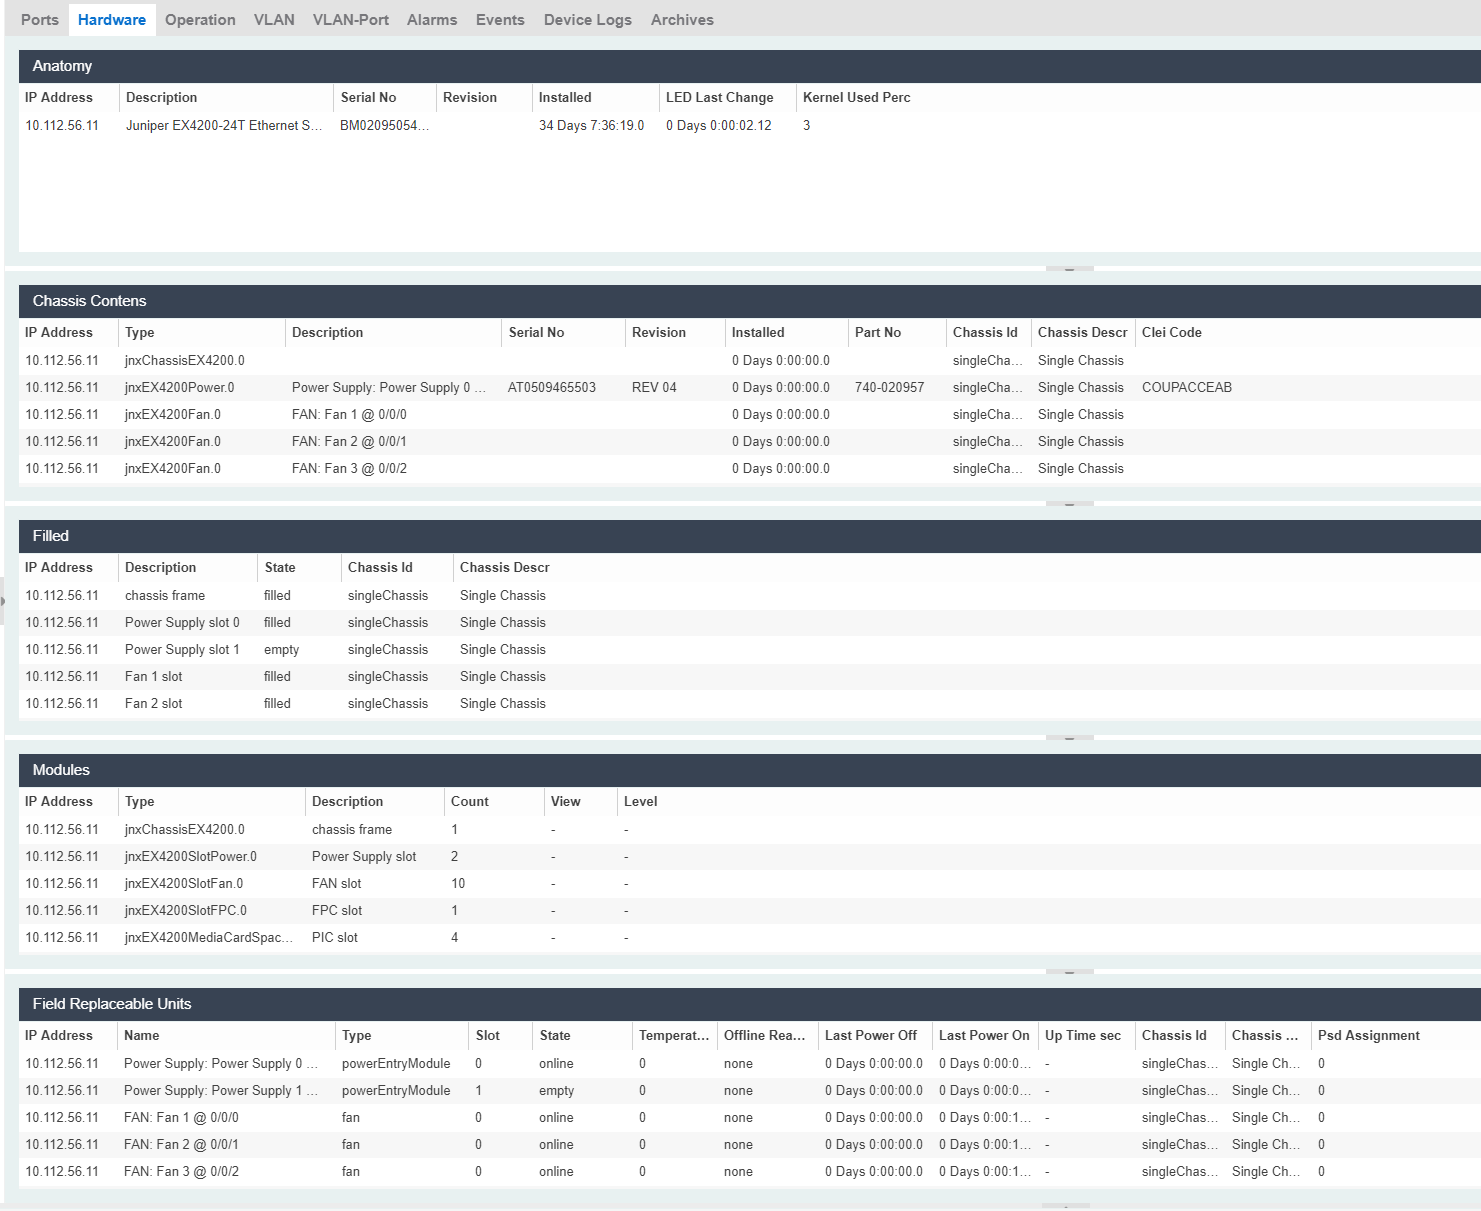 Ports Hardware Operation VLAN VLAN-Port Alarms Events Device Logs Archives
Anatomy
IP Address Description Serial No Revision Installed LED Last Change Kernel Used Perc
10.112.56.11 Juniper EX4200-24T Ethernet S... BM02095054... 34 Days 7:36:19.0 0 Days 0:00:02.12 3
Chassis Contens
IP Address Type Description Serial No Revision Installed Part No Chassis Id Chassis Descr Clei Code
10.112.56.11 jnxChassisEX4200.0 0 Days 0:00:00.0 singleCha... Single Chassis
10.112.56.11 jnxEX4200Power.0 Power Supply: Power Supply 0 ... AT0509465503 REV 04 0 Days 0:00:00.0 740-020957 singleCha... Single Chassis COUPACCEAB
10.112.56.11 jnxEX4200Fan.0 FAN: Fan 1 @ 0/0/0 0 Days 0:00:00.0 singleCha... Single Chassis
10.112.56.11 jnxEX4200Fan.0 FAN: Fan 2 @ 0/0/1 0 Days 0:00:00.0 singleCha... Single Chassis
10.112.56.11 jnxEX4200Fan.0 FAN: Fan 3 @ 0/0/2 0 Days 0:00:00.0 singleCha... Single Chassis
Filled
IP Address Description State Chassis Id Chassis Descr
10.112.56.11 chassis frame filled singleChassis Single Chassis
10.112.56.11 Power Supply slot 0 filled singleChassis Single Chassis
10.112.56.11 Power Supply slot 1 empty singleChassis Single Chassis
10.112.56.11 Fan 1 slot filled singleChassis Single Chassis
10.112.56.11 Fan 2 slot filled singleChassis Single Chassis
Modules
IP Address Type Description Count View Level
10.112.56.11 jnxChassisEX4200.0 chassis frame 1 - -
10.112.56.11 jnxEX4200SlotPower.0 Power Supply slot 2 - -
10.112.56.11 jnxEX4200SlotFan.0 FAN slot 10 - -
10.112.56.11 jnxEX4200SlotFPC.0 FPC slot 1 - -
10.112.56.11 jnxEX4200MediaCardSpac... PIC slot 4 - -
Field Replaceable Units
IP Address Name Type Slot State Temperat... Offline Rea... Last Power Off Last Power On Up Time sec Chassis Id Chassis ... Psd Assignment
10.112.56.11 Power Supply: Power Supply 0 ... powerEntryModule 0 online 0 none 0 Days 0:00:00.0 0 Days 0:00:0... - singleChas... Single Ch... 0
10.112.56.11 Power Supply: Power Supply 1 ... powerEntryModule 1 empty 0 none 0 Days 0:00:00.0 0 Days 0:00:0... - singleChas... Single Ch... 0
10.112.56.11 FAN: Fan 1 @ 0/0/0 fan 0 online 0 none 0 Days 0:00:00.0 0 Days 0:00:1... - singleChas... Single Ch... 0
10.112.56.11 FAN: Fan 2 @ 0/0/1 fan 0 online 0 none 0 Days 0:00:00.0 0 Days 0:00:1... - singleChas... Single Ch... 0
10.112.56.11 FAN: Fan 3 @ 0/0/2 fan 0 online 0 none 0 Days 0:00:00.0 0 Days 0:00:1... - singleChas... Single Ch... 0